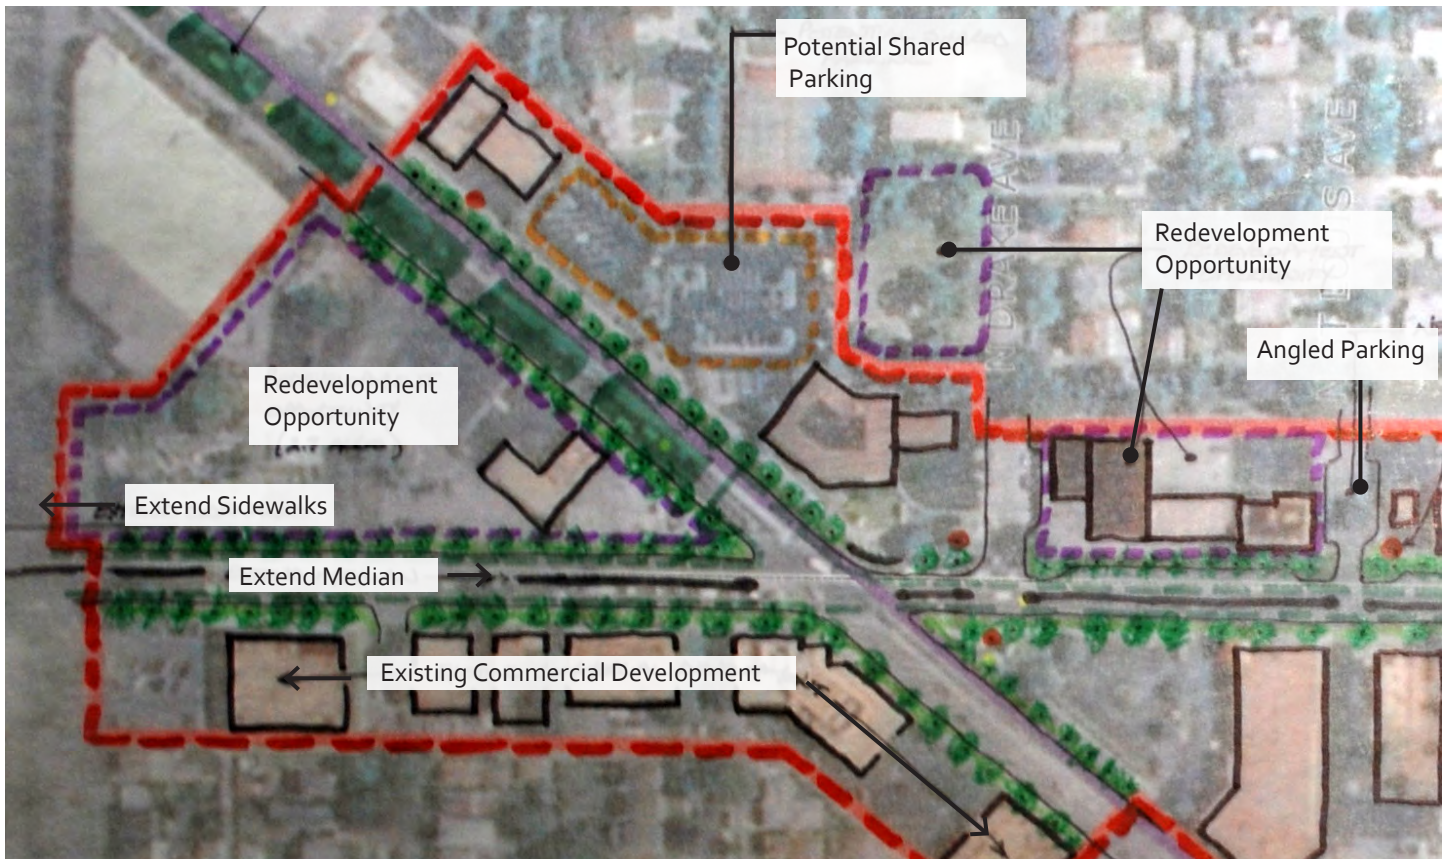 Potential Shared
Parking
N DRAKE AVE
Redevelopment
Opportunity
Angled Parking
Redevelopment
Opportunity
Extend Sidewalks
Extend Median
Existing Commercial Development